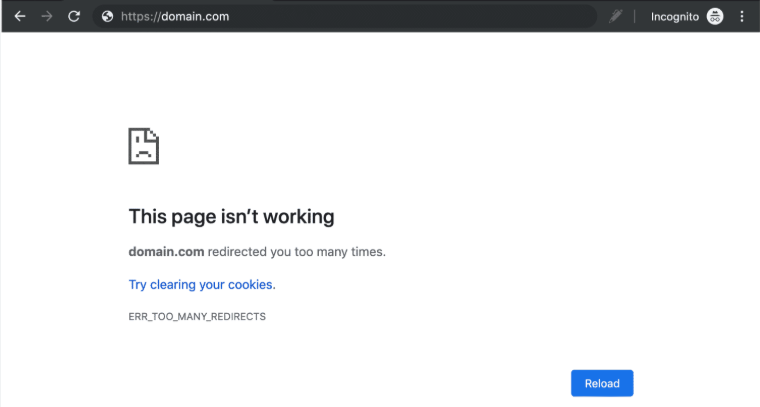 https://domain.com Incognito
This page isn’t working
domain.com redirected you too many times.
Try clearing your cookies.
ERR_TOO_MANY_REDIRECTS
Reload